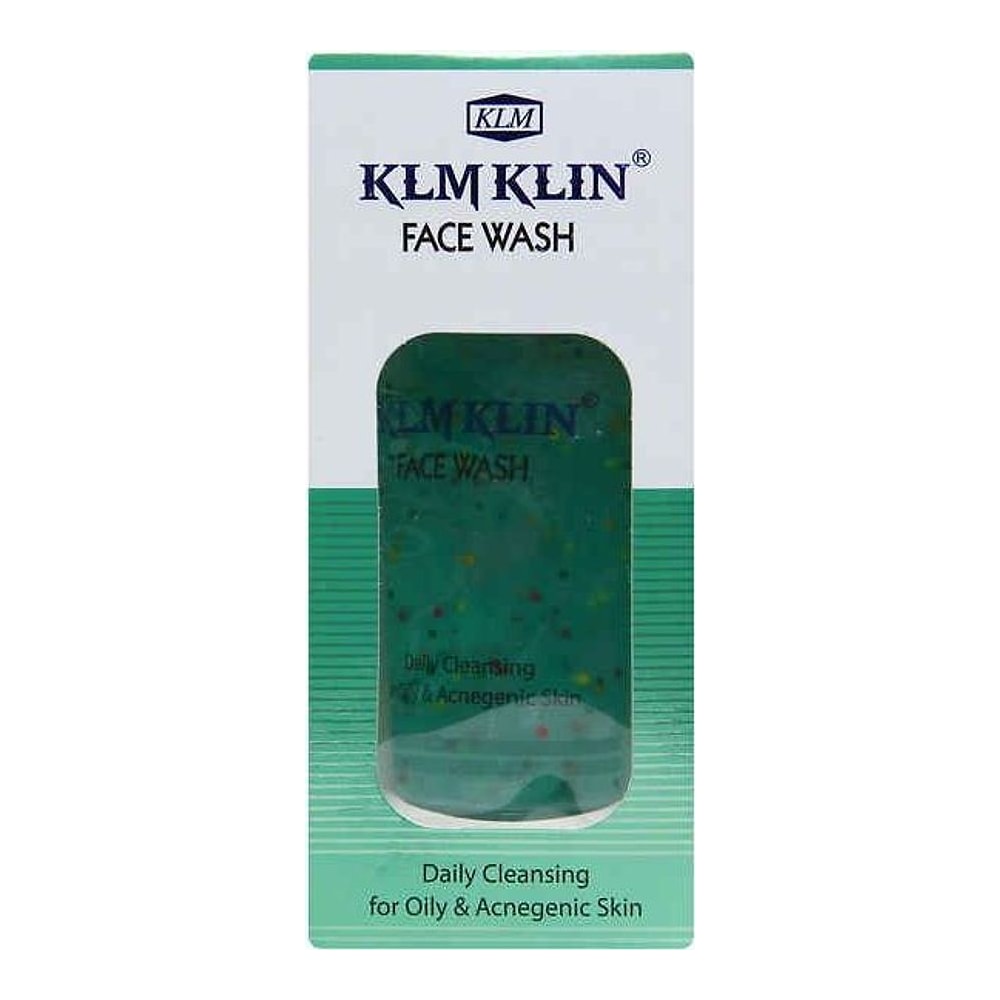 KLM
KLM KLIN®
FACE WASH
KLM KLIN®
FACE WASH
Daily Cleansing
& Acnegenic Skin
Daily Cleansing
for Oily & Acnegenic Skin